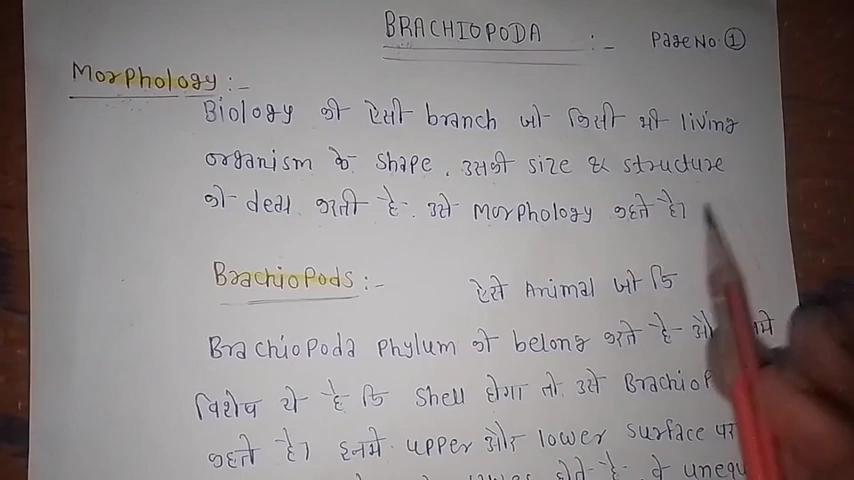 BRACHIOPODA :- Page No. ①
Morphology :-
Biology की ऐसी branch जो किसी भी living
organism के shape, उसकी size & structure
को deal करती है. उसे Morphology कहते है।
Brachiopods :- ऐसे Animal जो कि
Brachiopoda phylum को belong करते है
विशेष ये है कि shell होगा तो उसे
कहते है। इनमे upper और lower surface पर
होते है. वे